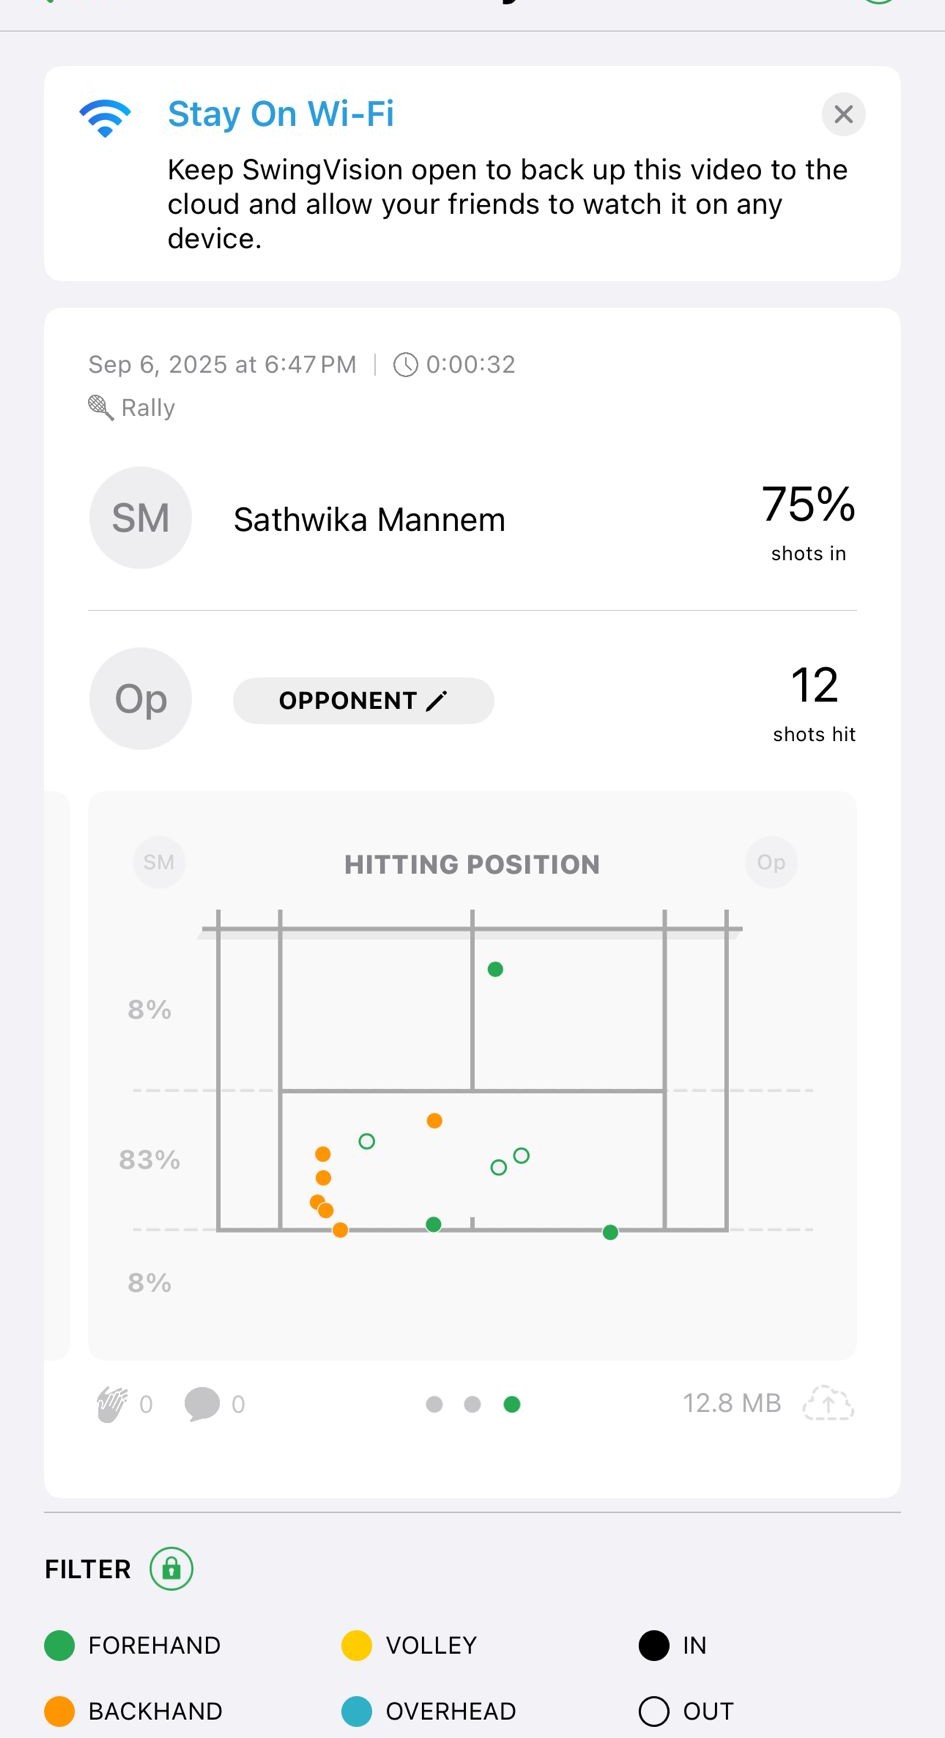 Stay On Wi-Fi
Keep SwingVision open to back up this video to the
cloud and allow your friends to watch it on any
device.
Sep 6, 2025 at 6:47 PM | 0:00:32
Rally
SM Sathwika Mannem 75%
shots in
Op OPPONENT 12
shots hit
SM HITTING POSITION Op
8%
83%
8%
0 0 12.8 MB
FILTER
FOREHAND VOLLEY IN
BACKHAND OVERHEAD OUT